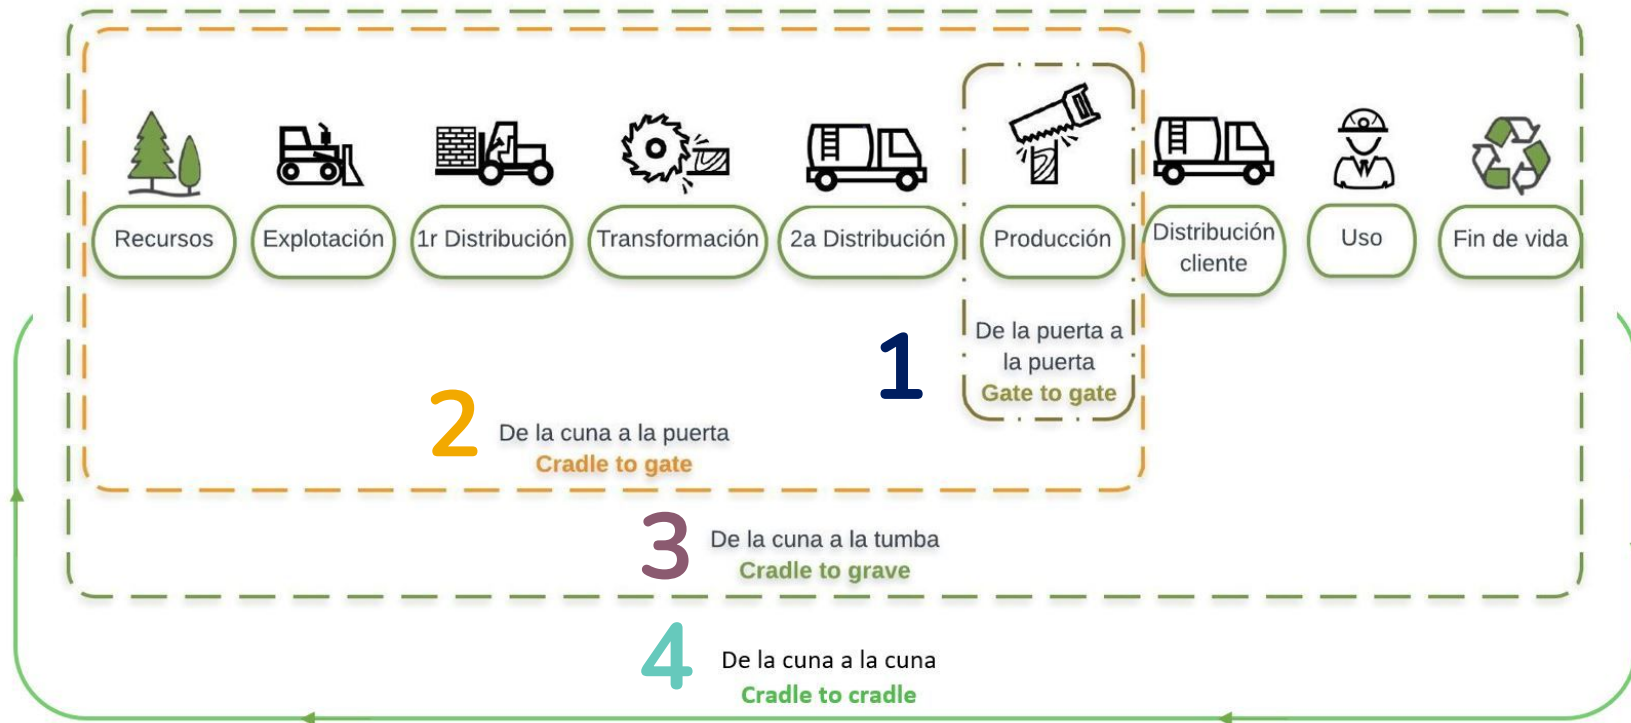 Recursos
Explotación
1r Distribución
Transformación
2a Distribución
Producción
Distribución
cliente
Uso
Fin de vida
1
De la puerta a
la puerta
Gate to gate
2
De la cuna a la puerta
Cradle to gate
3
De la cuna a la tumba
Cradle to grave
4
De la cuna a la cuna
Cradle to cradle